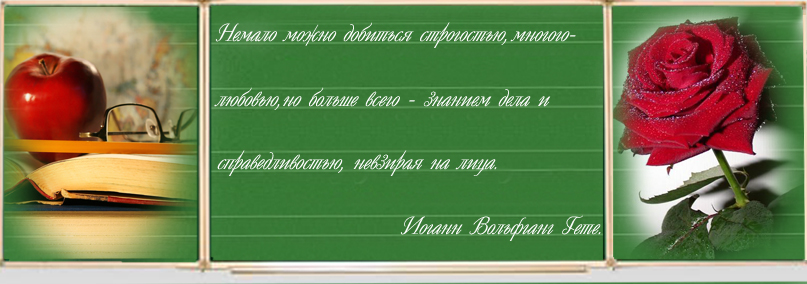 Немало можно добиться строгостью, многого-
любовью, но больше всего - знанием дела и
справедливостью, невзирая на лица.
Иоганн Вольфганг Гете.